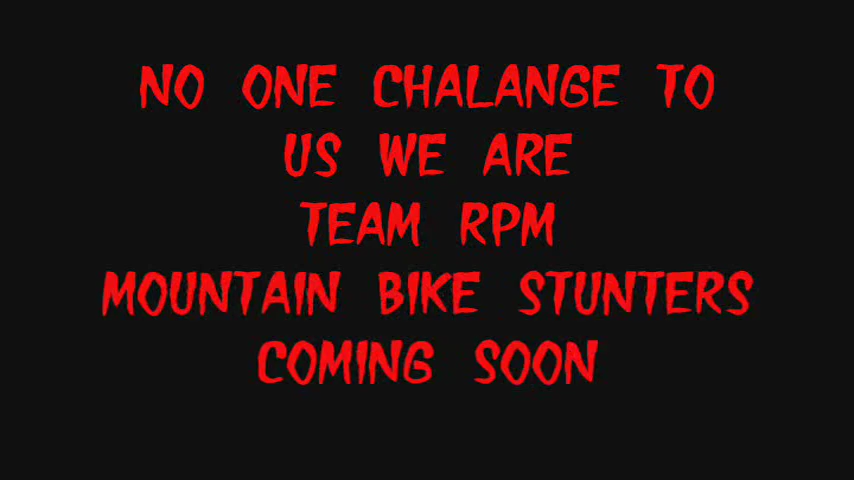 NO ONE CHALANGE TO
US WE ARE
TEAM RPM
MOUNTAIN BIKE STUNTERS
COMING SOON